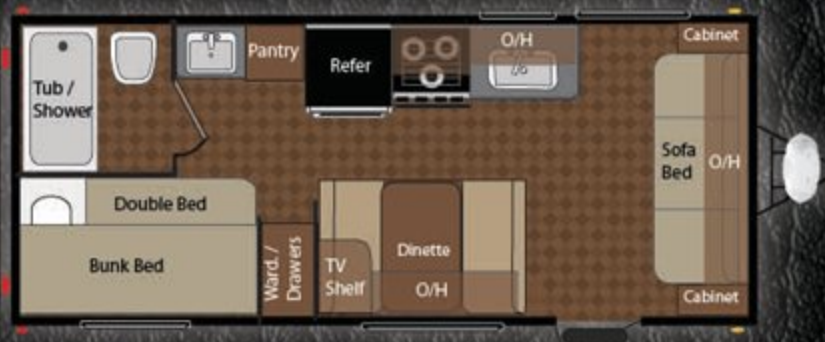 O/H
Cabinet
Pantry
Refer
Tub /
Shower
Sofa
Bed
O/H
Double Bed
Bunk Bed
Ward. /
Drawers
Dinette
TV
Shelf
O/H
Cabinet